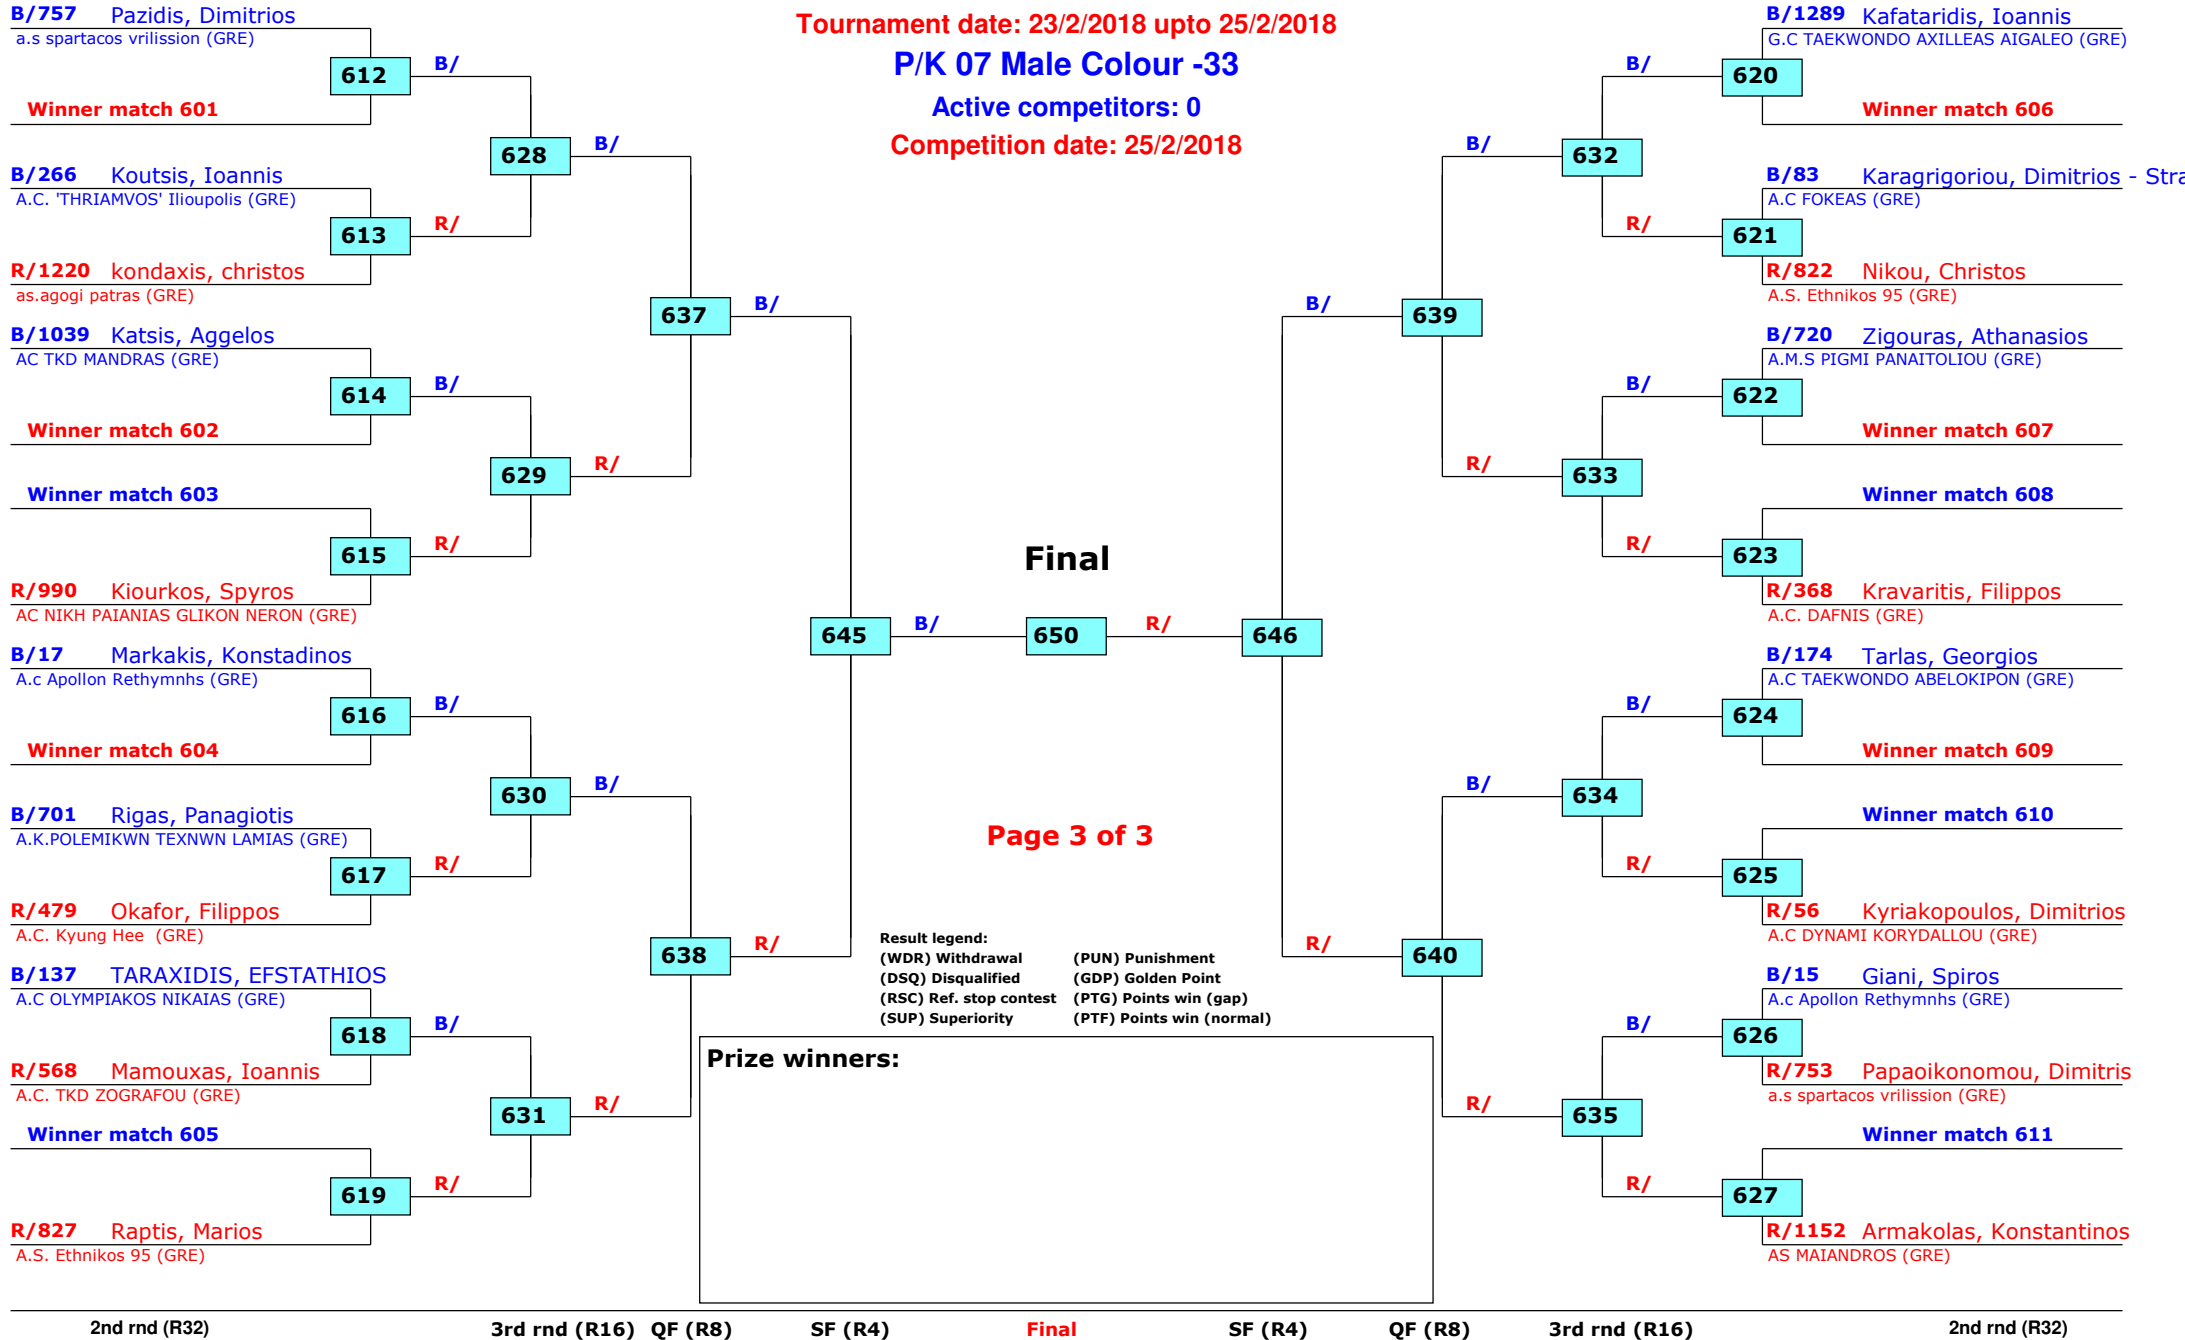 Tournament date: 23/2/2018 upto 25/2/2018
P/K 07 Male Colour -33
Active competitors: 0
Competition date: 25/2/2018
B/757 Pazidis, Dimitrios
a.s spartacos vrilission (GRE)
612 B/
Winner match 601
628 B/
B/266 Koutsis, Ioannis
A.C. 'THRIAMVOS' Ilioupolis (GRE)
613 R/
R/1220 kondaxis, christos
as.agogi patras (GRE)
637 B/
B/1039 Katsis, Aggelos
AC TKD MANDRAS (GRE)
614 B/
Winner match 602
629 R/
Winner match 603
615 R/
R/990 Kiourkos, Spyros
AC NIKH PAIANIAS GLIKON NERON (GRE)
645 B/
B/17 Markakis, Konstadinos
A.c Apollon Rethymnhs (GRE)
616 B/
Winner match 604
630 B/
B/701 Rigas, Panagiotis
A.K.POLEMIKWN TEXNWN LAMIAS (GRE)
617 R/
R/479 Okafor, Filippos
A.C. Kyung Hee (GRE)
638 R/
B/137 TARAXIDIS, EFSTATHIOS
A.C OLYMPIAKOS NIKAIAS (GRE)
618 B/
R/568 Mamouxas, Ioannis
A.C. TKD ZOGRAFOU (GRE)
631 R/
Winner match 605
619 R/
R/827 Raptis, Marios
A.S. Ethnikos 95 (GRE)
Final
650 R/
Page 3 of 3
Result legend:
(WDR) Withdrawal (PUN) Punishment
(DSQ) Disqualified (GDP) Golden Point
(RSC) Ref. stop contest (PTG) Points win (gap)
(SUP) Superiority (PTF) Points win (normal)
Prize winners:
B/1289 Kafataridis, Ioannis
G.C TAEKWONDO AXILLEAS AIGALEO (GRE)
B/ 620
Winner match 606
B/ 632
B/83 Karagrigoriou, Dimitrios - Stra
A.C FOKEAS (GRE)
R/ 621
R/822 Nikou, Christos
A.S. Ethnikos 95 (GRE)
B/ 639
B/720 Zigouras, Athanasios
A.M.S PIGMI PANAITOLIOU (GRE)
B/ 622
Winner match 607
R/ 633
Winner match 608
R/ 623
R/368 Kravaritis, Filippos
A.C. DAFNIS (GRE)
646
B/174 Tarlas, Georgios
A.C TAEKWONDO ABELOKIPON (GRE)
B/ 624
Winner match 609
B/ 634
Winner match 610
R/ 625
R/56 Kyriakopoulos, Dimitrios
A.C DYNAMI KORYDALLOU (GRE)
R/ 640
B/15 Giani, Spiros
A.c Apollon Rethymnhs (GRE)
B/ 626
R/753 Papaoikonomou, Dimitris
a.s spartacos vrilission (GRE)
R/ 635
Winner match 611
R/ 627
R/1152 Armakolas, Konstantinos
AS MAIANDROS (GRE)
2nd rnd (R32) 3rd rnd (R16) QF (R8) SF (R4) Final SF (R4) QF (R8) 3rd rnd (R16) 2nd rnd (R32)